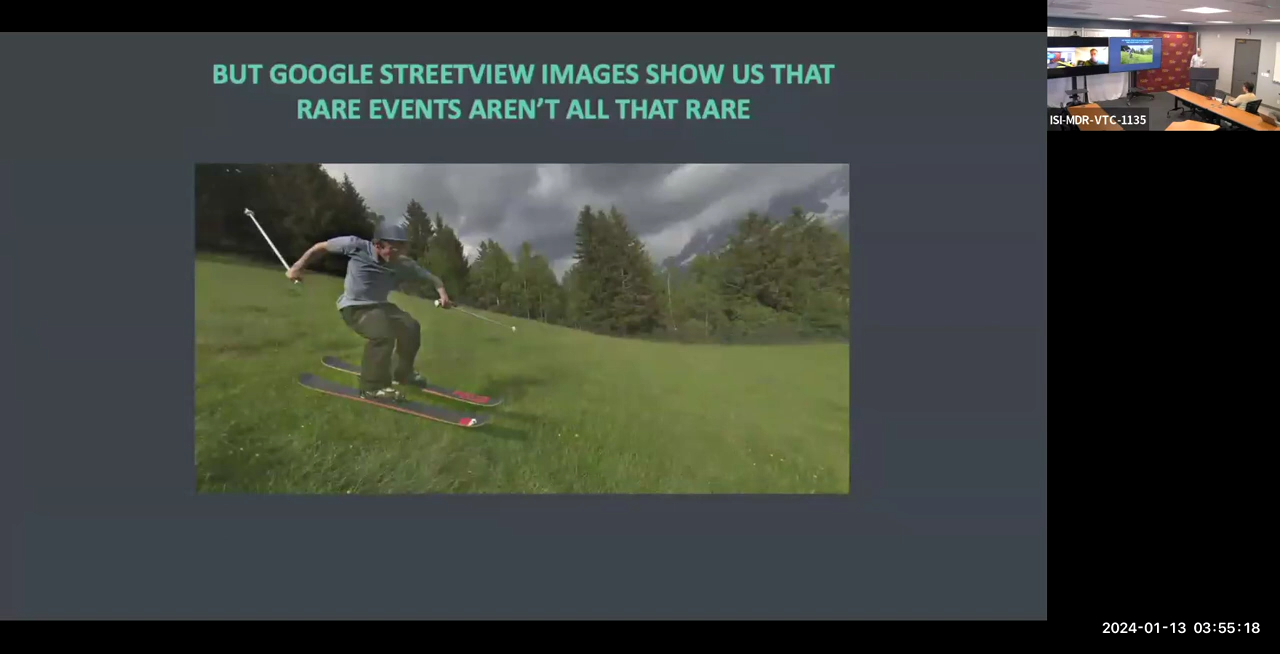 BUT GOOGLE STREETVIEW IMAGES SHOW US THAT
RARE EVENTS AREN’T ALL THAT RARE
ISI-MDR-VTC-1135
2024-01-13 03:55:18